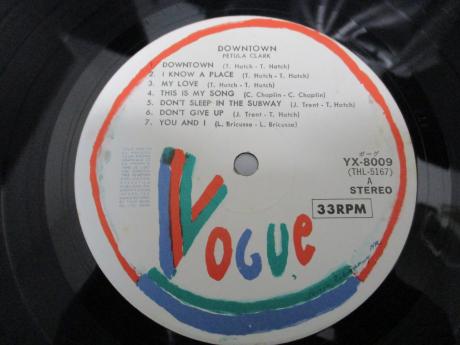 DOWNTOWN
PETULA CLARK
1. DOWNTOWN (T. Hatch - T. Hatch)
2. I KNOW A PLACE (T. Hatch - T. Hatch)
3. MY LOVE (T. Hatch - T. Hatch)
4. THIS IS MY SONG (C. Chaplin - C. Chaplin)
5. DON'T SLEEP IN THE SUBWAY (J. Trent - T. Hatch)
6. DON'T GIVE UP (J. Trent - T. Hatch)
7. YOU AND I (L. Bricusse - L. Bricusse)
ボーグ
YX-8009
(THL-5167)
A
STEREO
33RPM
VOGUE